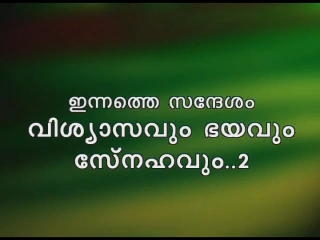 ഇന്നത്തെ സന്ദേശം
വിശ്വാസവും ഭയവും
സ്നേഹവും..2